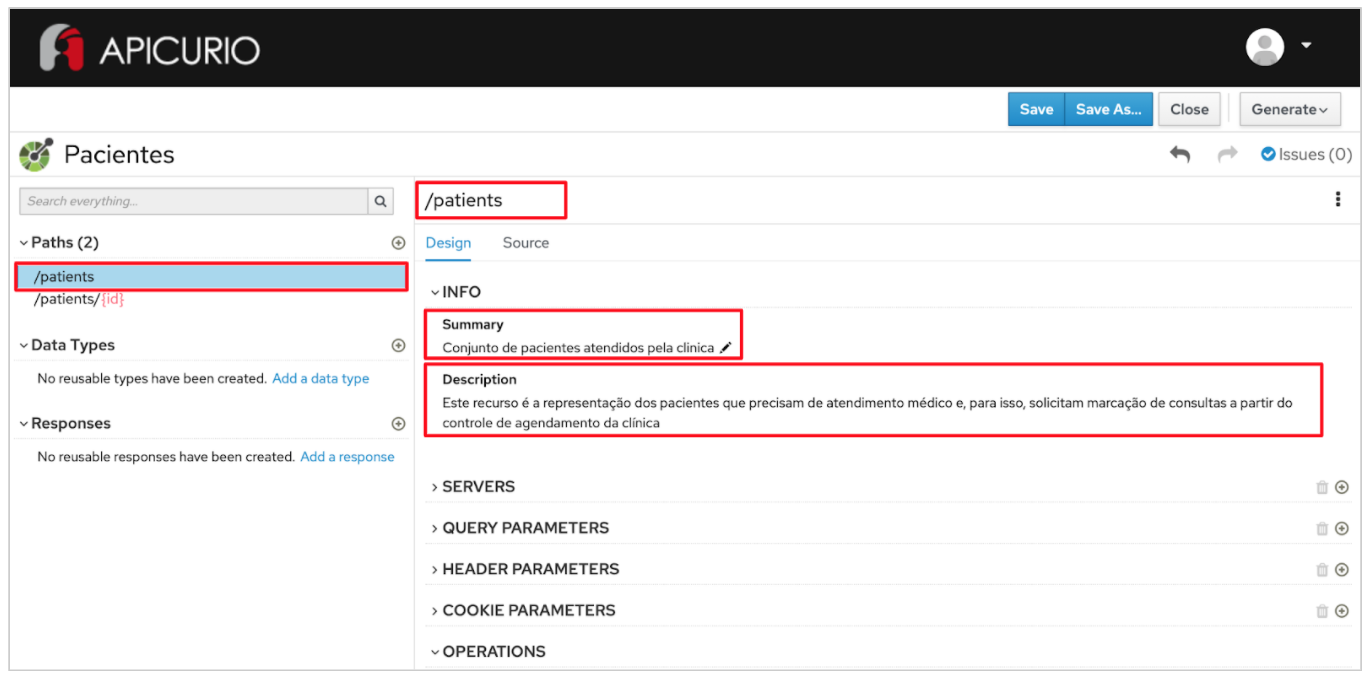 APICURIO
Save
Save As...
Close
Generate
Pacientes
Issues (0)
Search everything...
/patients
Paths (2)
Design
Source
/patients
/patients/{id}
INFO
Summary
Conjunto de pacientes atendidos pela clinica
Data Types
No reusable types have been created. Add a data type
Description
Este recurso é a representação dos pacientes que precisam de atendimento médico e, para isso, solicitam marcação de consultas a partir do
controle de agendamento da clínica
Responses
No reusable responses have been created. Add a response
SERVERS
QUERY PARAMETERS
HEADER PARAMETERS
COOKIE PARAMETERS
OPERATIONS